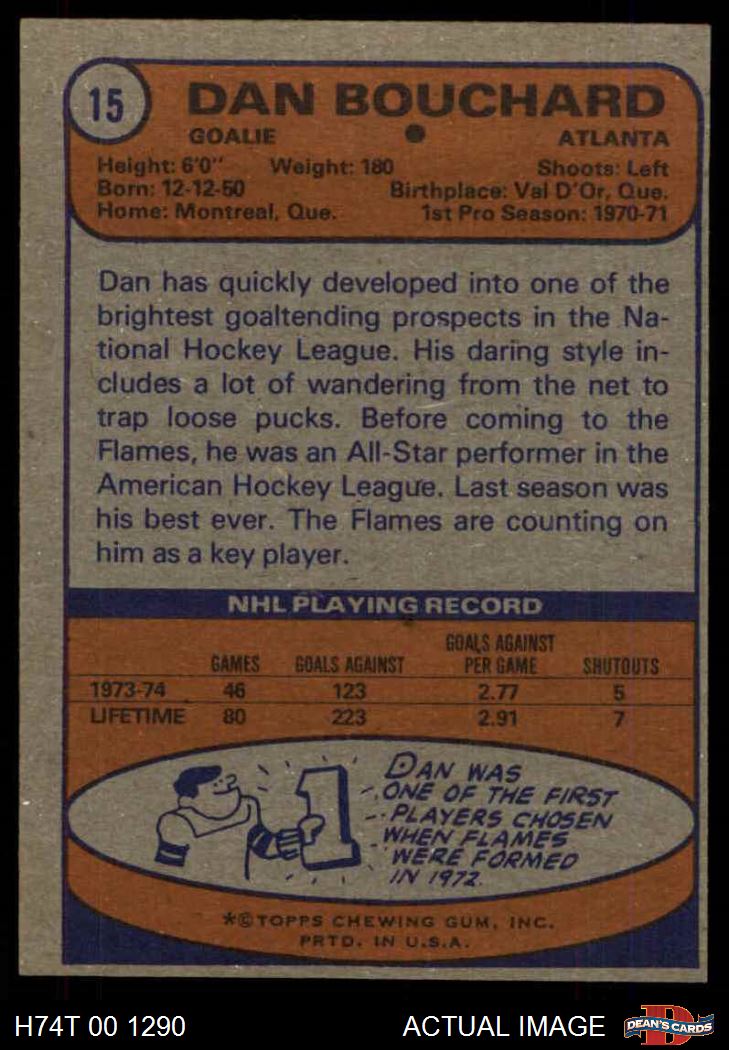 15
DAN BOUCHARD
GOALIE ATLANTA
Height: 6'0" Weight: 180 Shoots: Left
Born: 12-12-50 Birthplace: Val D'Or, Que.
Home: Montreal, Que. 1st Pro Season: 1970-71
Dan has quickly developed into one of the
brightest goaltending prospects in the Na-
tional Hockey League. His daring style in-
cludes a lot of wandering from the net to
trap loose pucks. Before coming to the
Flames, he was an All-Star performer in the
American Hockey League. Last season was
his best ever. The Flames are counting on
him as a key player.
NHL PLAYING RECORD
GOALS AGAINST
GAMES GOALS AGAINST PER GAME SHUTOUTS
1973-74 46 123 2.77 5
LIFETIME 80 223 2.91 7
1
DAN WAS
ONE OF THE FIRST
PLAYERS CHOSEN
WHEN FLAMES
WERE FORMED
IN 1972.
*© TOPPS CHEWING GUM, INC.
PRTD. IN U.S.A.
H74T 00 1290 ACTUAL IMAGE D DEAN'S CARDS